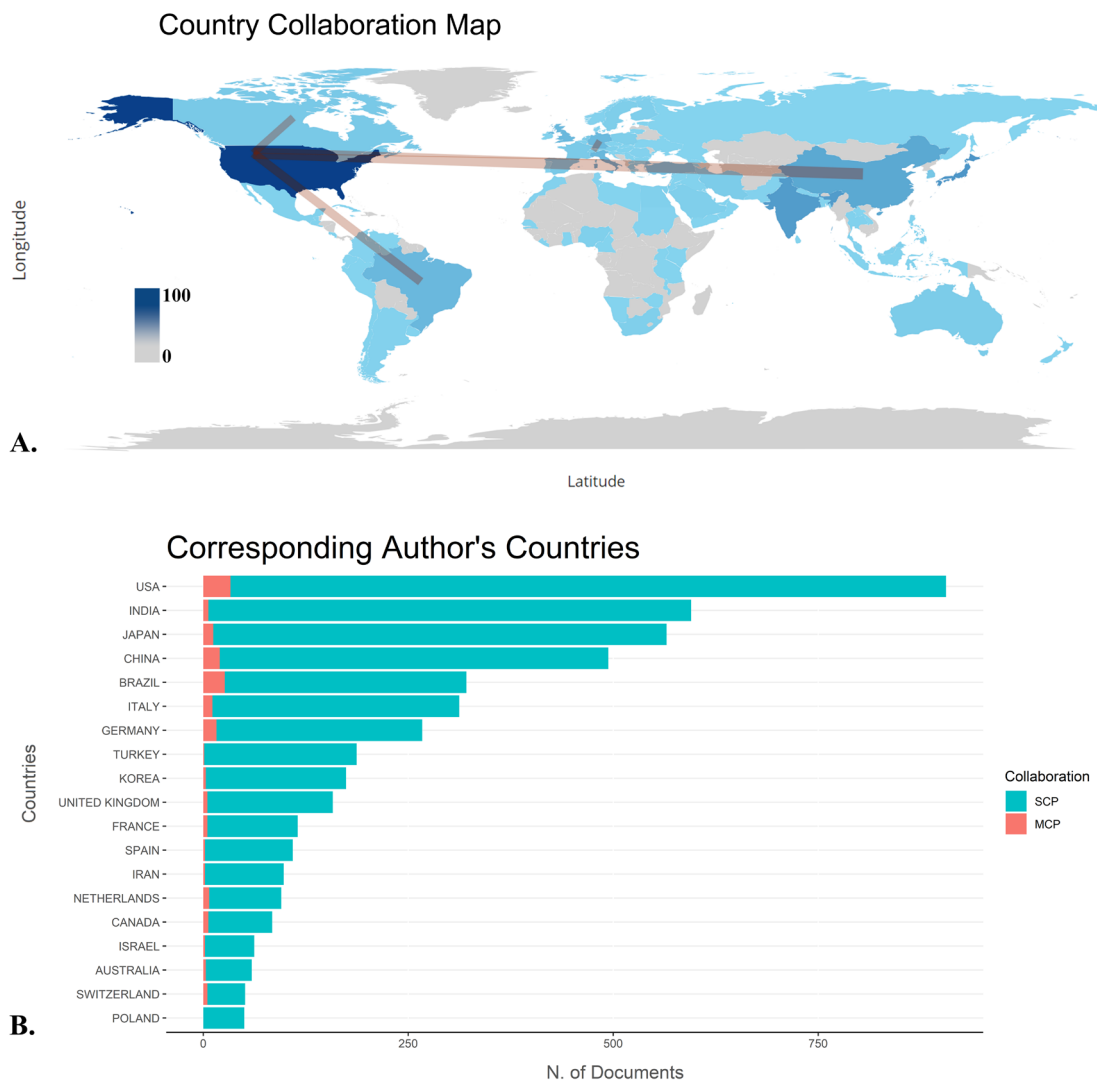 Country Collaboration Map
Longitude
100
0
A.
Latitude
Corresponding Author's Countries
USA
INDIA
JAPAN
CHINA
BRAZIL
ITALY
GERMANY
TURKEY
KOREA
UNITED KINGDOM
FRANCE
SPAIN
IRAN
NETHERLANDS
CANADA
ISRAEL
AUSTRALIA
SWITZERLAND
POLAND
Countries
Collaboration
SCP
MCP
B.
0 250 500 750
N. of Documents